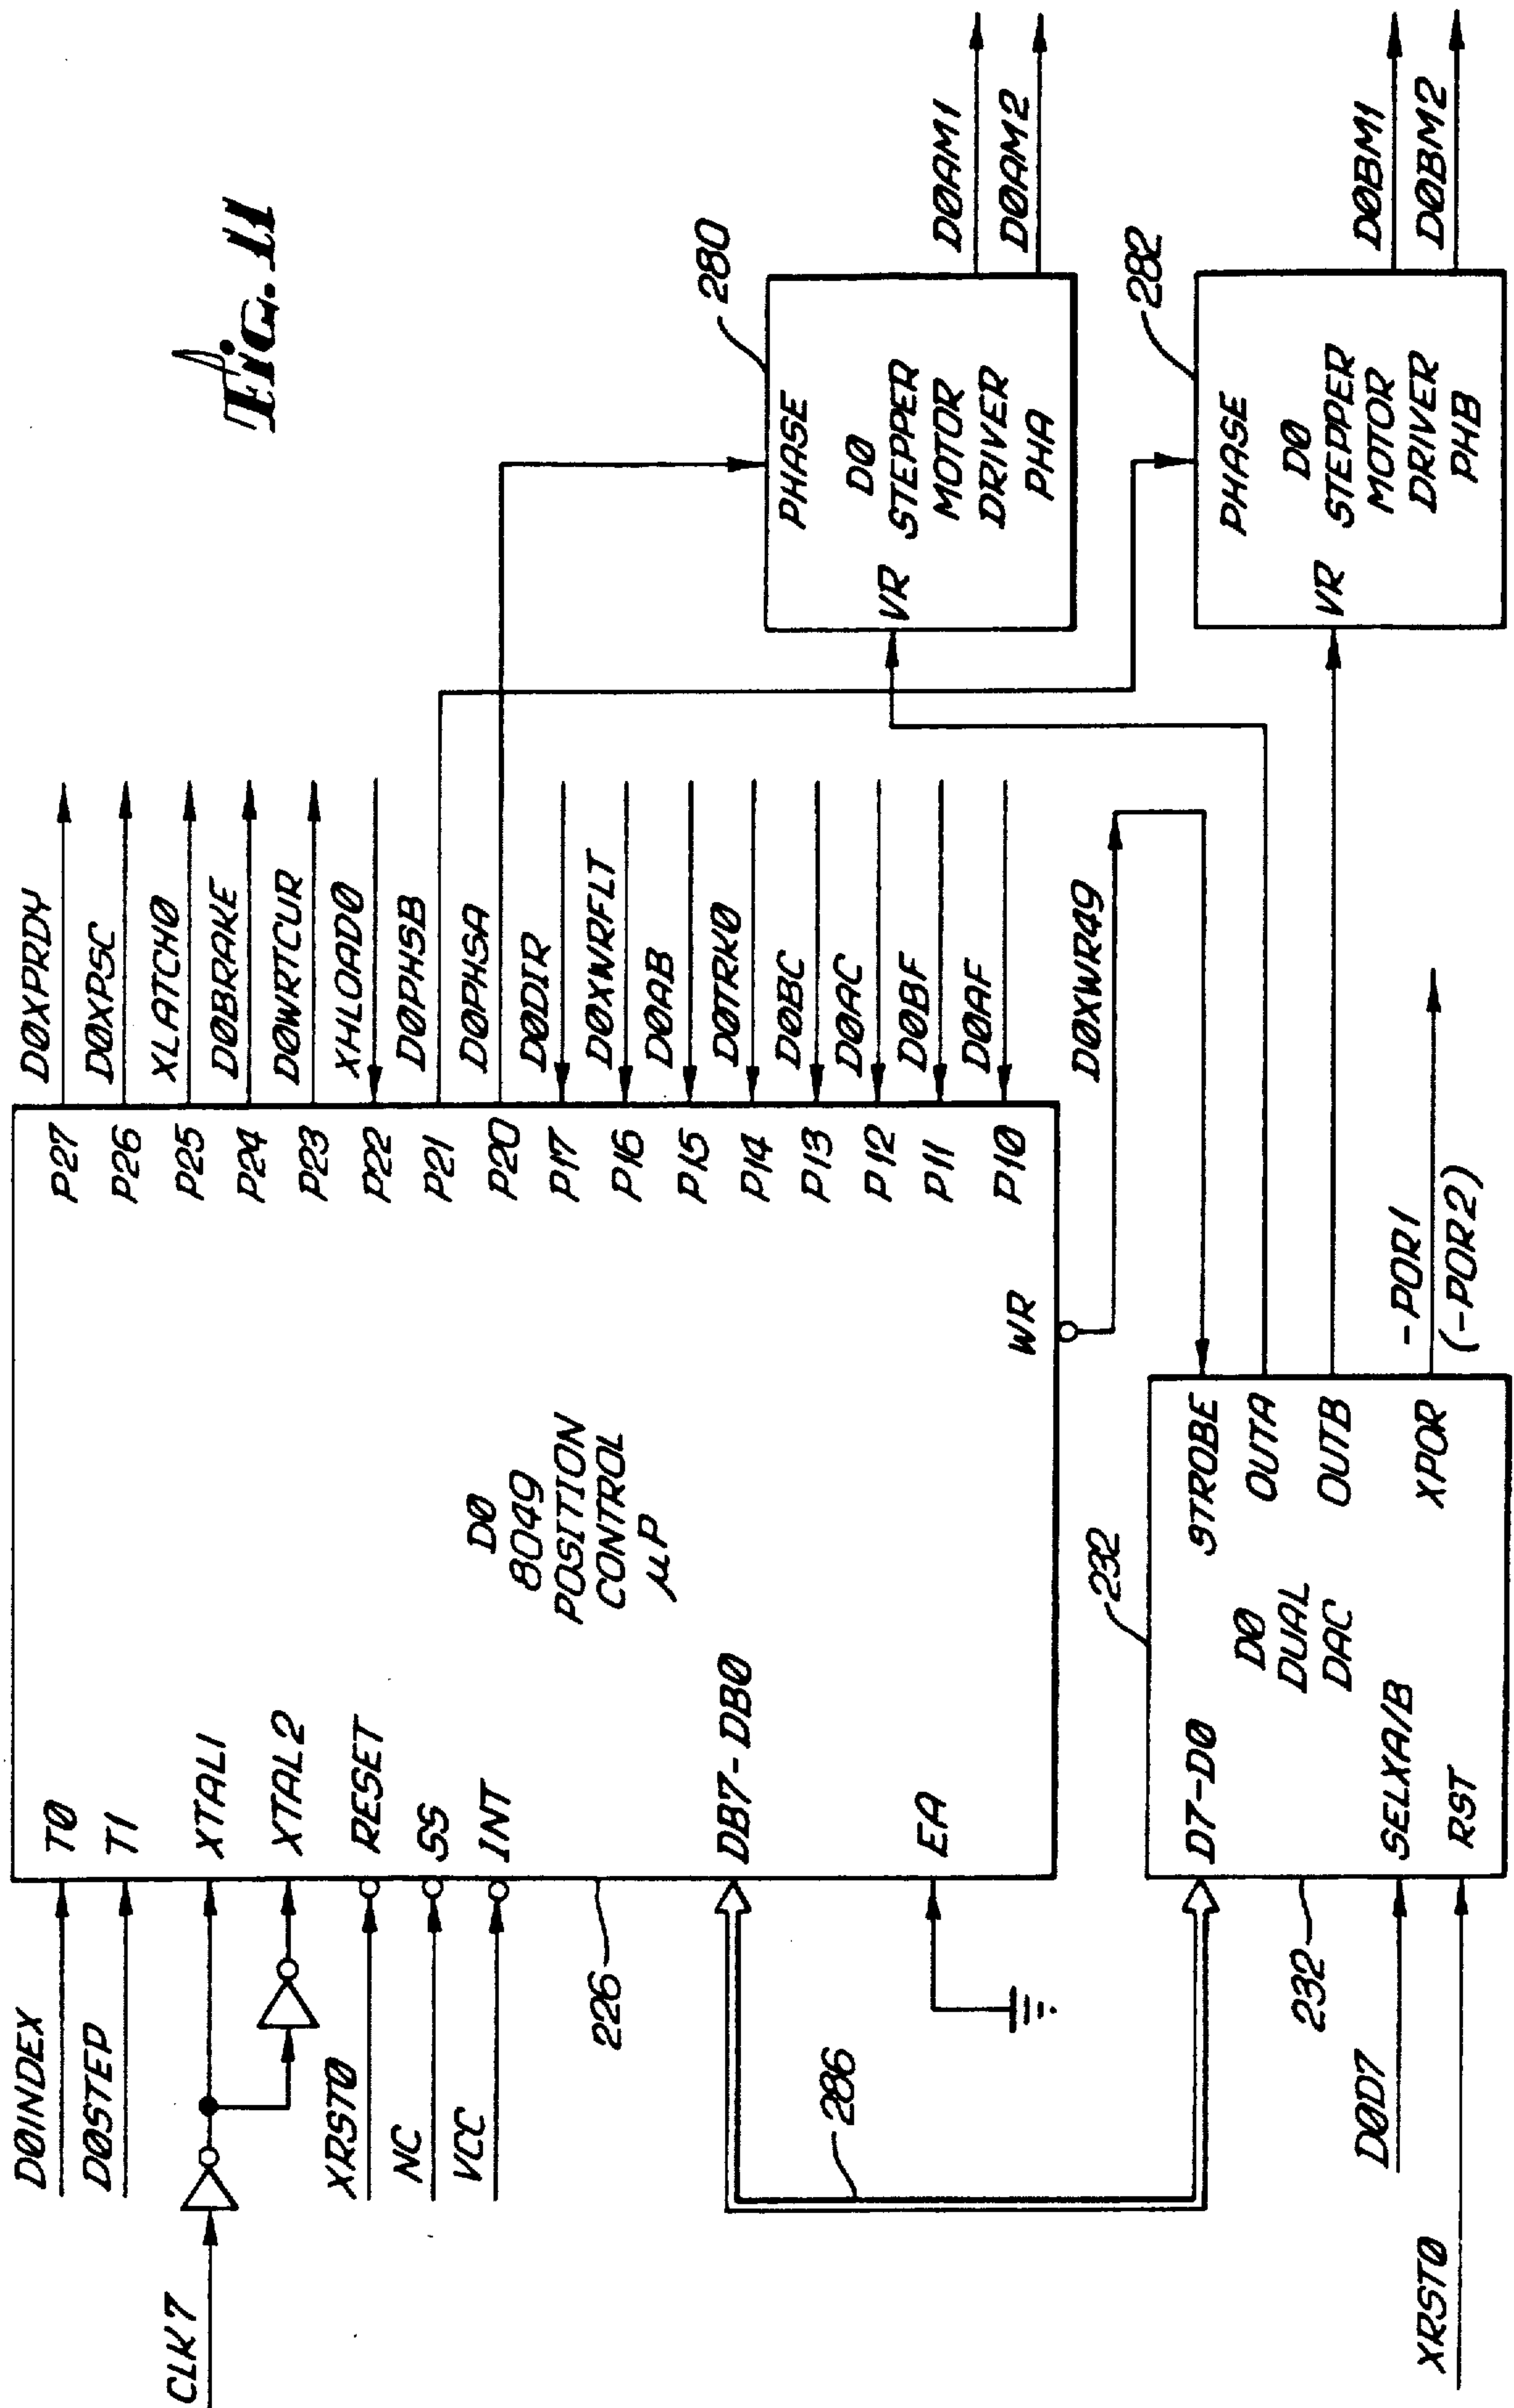 Fig. 11
D0INDEX
D0STEP
CLK7
XRST0
NC
VCC
T0
T1
XTAL1
XTAL2
RESET
SS
INT
DB7-DB0
EA
226
286
D0
8049
POSITION
CONTROL
μP
P27
P26
P25
P24
P23
P22
P21
P20
P17
P16
P15
P14
P13
P12
P11
P10
WR
D0XPRDY
D0XPSC
XLATCH0
D0BRAKE
D0WRTCUR
XHLOAD0
D0PHSB
D0PHSA
D0DIR
D0XWRFLT
D0AB
D0TRK0
D0BC
D0AC
D0BF
D0AF
D0XWR49
280
PHASE
VR
D0
STEPPER
MOTOR
DRIVER
PHA
D0AM1
D0AM2
282
PHASE
VR
D0
STEPPER
MOTOR
DRIVER
PHB
D0BM1
D0BM2
D0D7
XRST0
232
232
D7-D0
SELXA/B
RST
D0
DUAL
DAC
STROBE
OUTA
OUTB
XPOR
-POR1
(-POR2)